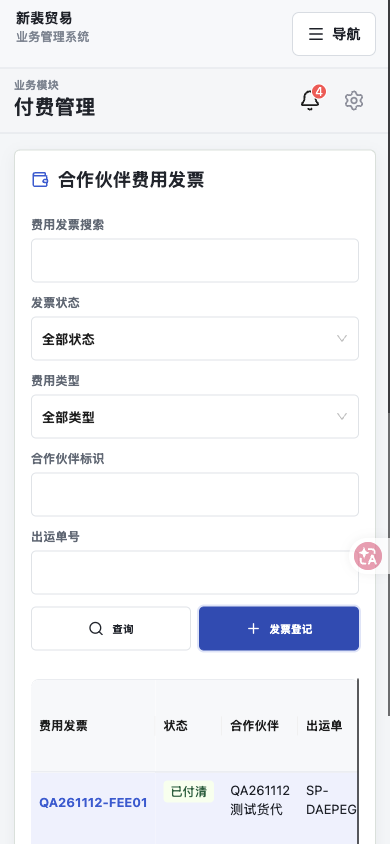 新裴贸易
业务管理系统
导航
业务模块
付费管理
4
合作伙伴费用发票
费用发票搜索
发票状态
全部状态
费用类型
全部类型
合作伙伴标识
出运单号
查询
发票登记
费用发票 状态 合作伙伴 出运单
QA261112-FEE01 已付清 QA261112 SP-
测试货代 DAEPEG